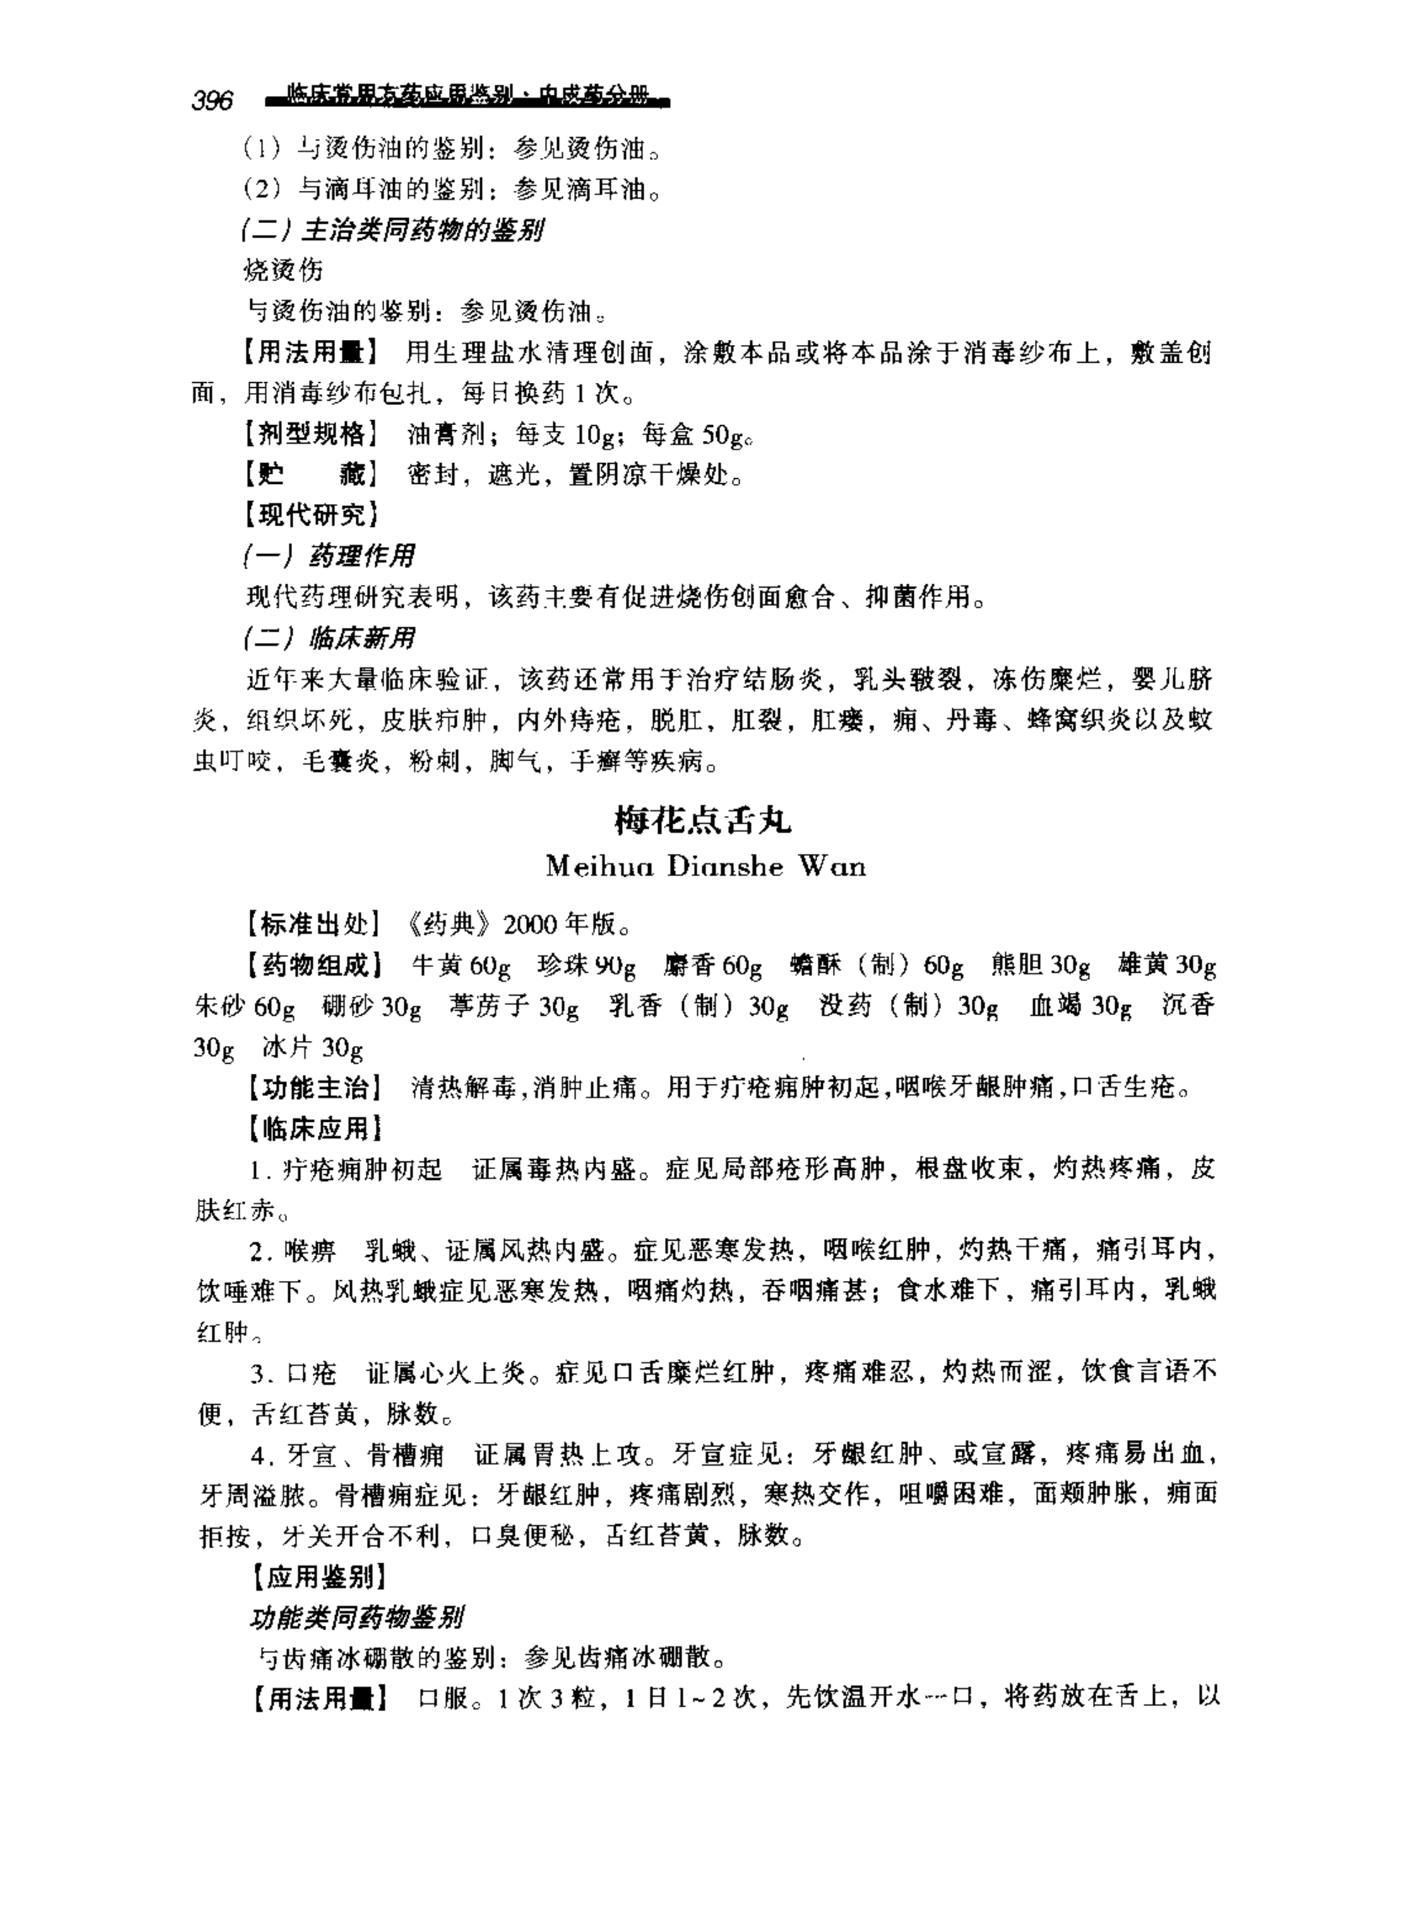 396 临床常用方药应用鉴别·中成药分册
(1) 与烫伤油的鉴别：参见烫伤油。
(2) 与滴耳油的鉴别：参见滴耳油。
(二) 主治类同药物的鉴别
烧烫伤
与烫伤油的鉴别：参见烫伤油。
【用法用量】 用生理盐水清理创面，涂敷本品或将本品涂于消毒纱布上，敷盖创
面，用消毒纱布包扎，每日换药 1 次。
【剂型规格】 油膏剂；每支 10g；每盒 50g。
【贮　　藏】 密封，遮光，置阴凉干燥处。
【现代研究】
(一) 药理作用
现代药理研究表明，该药主要有促进烧伤创面愈合、抑菌作用。
(二) 临床新用
近年来大量临床验证，该药还常用于治疗结肠炎，乳头皲裂，冻伤糜烂，婴儿脐
炎，组织坏死，皮肤疖肿，内外痔疮，脱肛，肛裂，肛瘘，痈、丹毒、蜂窝织炎以及蚊
虫叮咬，毛囊炎，粉刺，脚气，手癣等疾病。
梅花点舌丸
Meihua Dianshe Wan
【标准出处】 《药典》2000 年版。
【药物组成】 牛黄 60g　珍珠 90g　麝香 60g　蟾酥（制）60g　熊胆 30g　雄黄 30g
朱砂 60g　硼砂 30g　葶苈子 30g　乳香（制）30g　没药（制）30g　血竭 30g　沉香
30g　冰片 30g
【功能主治】 清热解毒,消肿止痛。用于疔疮痈肿初起,咽喉牙龈肿痛,口舌生疮。
【临床应用】
1. 疔疮痈肿初起　证属毒热内盛。症见局部疮形高肿，根盘收束，灼热疼痛，皮
肤红赤。
2. 喉痹　乳蛾、证属风热内盛。症见恶寒发热，咽喉红肿，灼热干痛，痛引耳内，
饮唾难下。风热乳蛾症见恶寒发热，咽痛灼热，吞咽痛甚；食水难下，痛引耳内，乳蛾
红肿。
3. 口疮　证属心火上炎。症见口舌糜烂红肿，疼痛难忍，灼热而涩，饮食言语不
便，舌红苔黄，脉数。
4. 牙宣、骨槽痈　证属胃热上攻。牙宣症见：牙龈红肿、或宣露，疼痛易出血，
牙周溢脓。骨槽痈症见：牙龈红肿，疼痛剧烈，寒热交作，咀嚼困难，面颊肿胀，痈面
拒按，牙关开合不利，口臭便秘，舌红苔黄，脉数。
【应用鉴别】
功能类同药物鉴别
与齿痛冰硼散的鉴别：参见齿痛冰硼散。
【用法用量】 口服。1 次 3 粒，1 日 1~2 次，先饮温开水一口，将药放在舌上，以